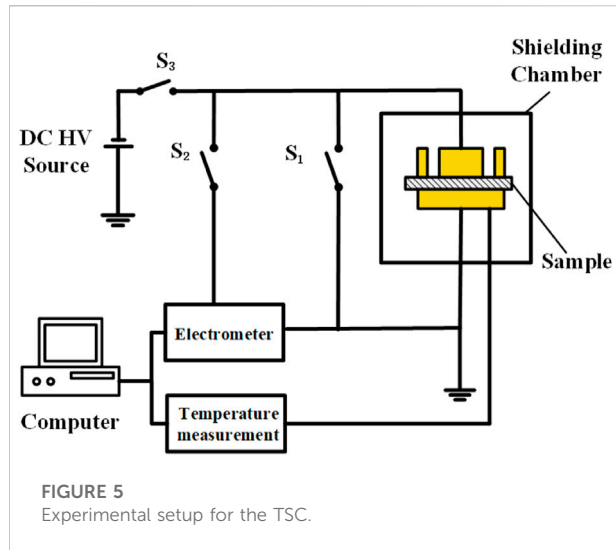 S₃
Shielding
Chamber
DC HV
Source
S₂
S₁
Sample
Electrometer
Computer
Temperature
measurement
FIGURE 5
Experimental setup for the TSC.